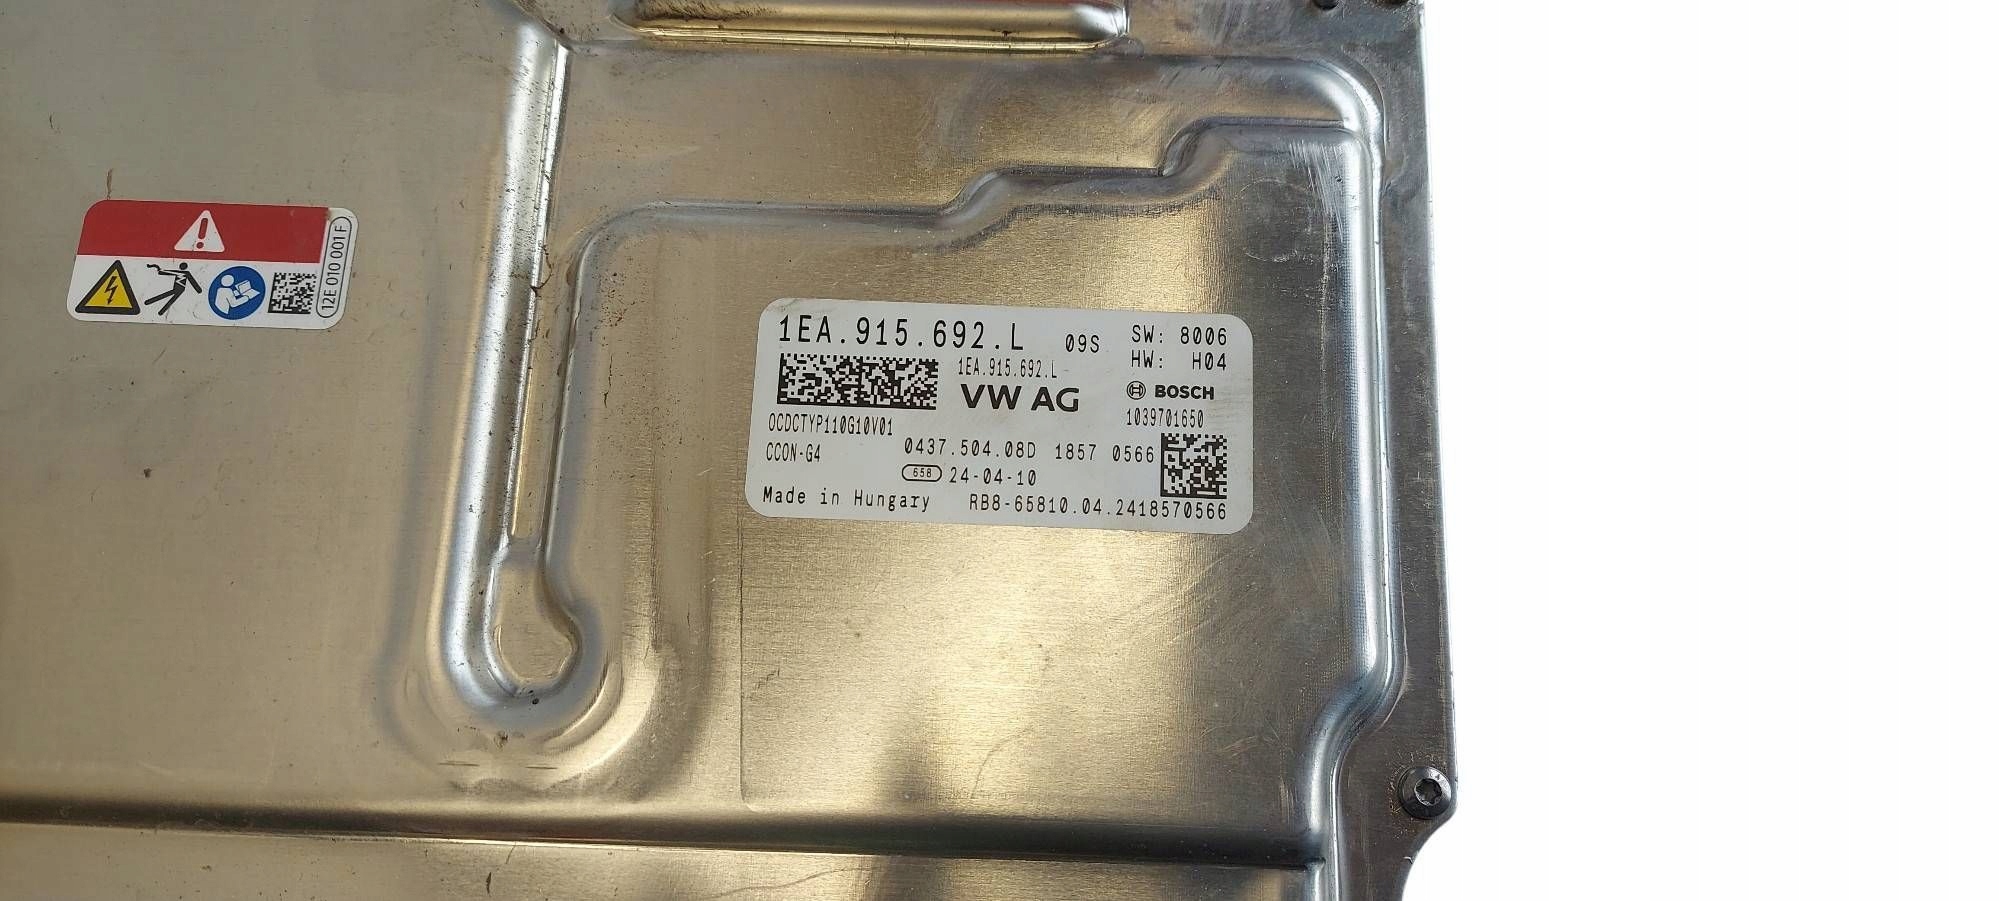 12E 010 001 F
1EA.915.692.L 09S SW: 8006
HW: H04
1EA.915.692.L
VW AG BOSCH
OCDCTYP110G10V01 1039701650
CCON-G4 0437.504.08D 1857 0566
658 24-04-10
Made in Hungary RB8-65810.04.2418570566